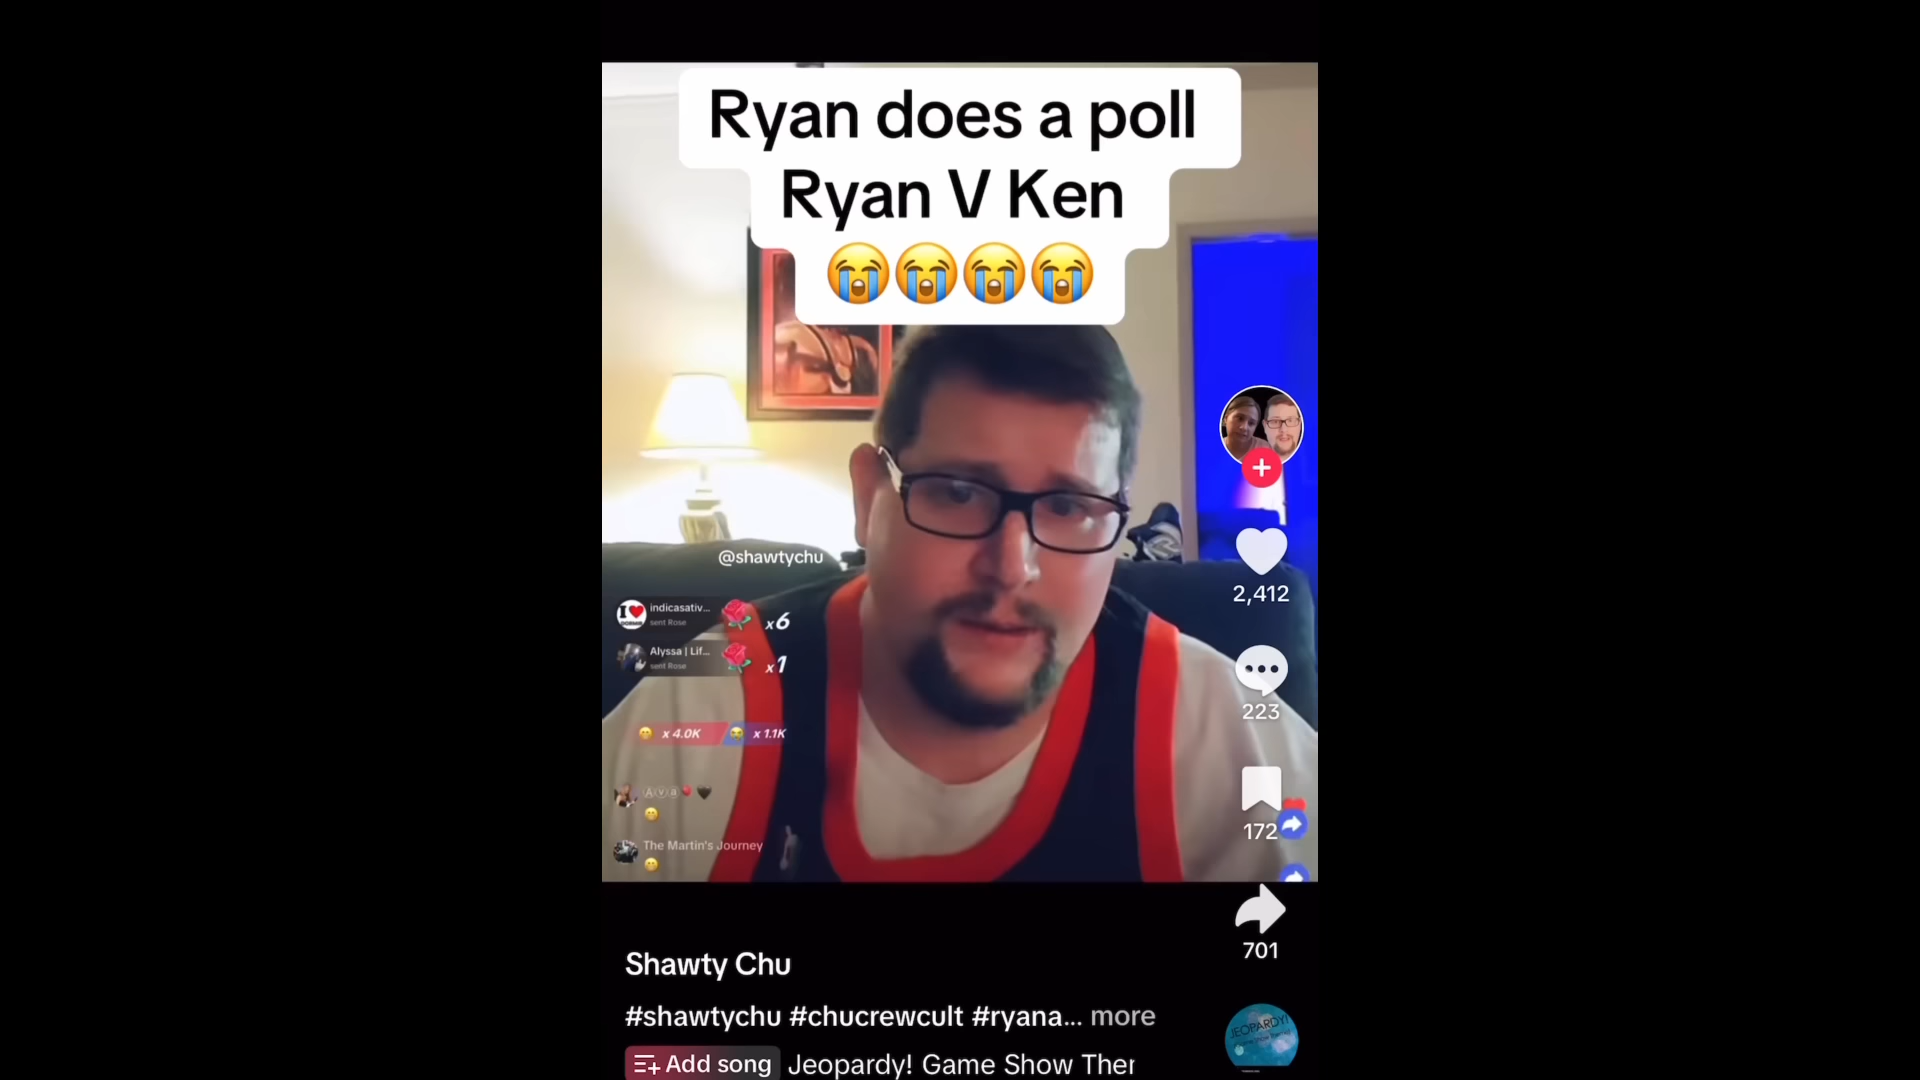 Ryan does a poll
Ryan V Ken
😭😭😭😭
@shawtychu
I ❤ 
indicasativ...
sent Rose
x6
Alyssa | Lif...
sent Rose
x1
x 4.0K
x 1.1K
Ava
The Martin's Journey
2,412
223
172
701
Shawty Chu
#shawtychu #chucrewcult #ryana... more
Add song Jeopardy! Game Show Ther
JEOPARDY!